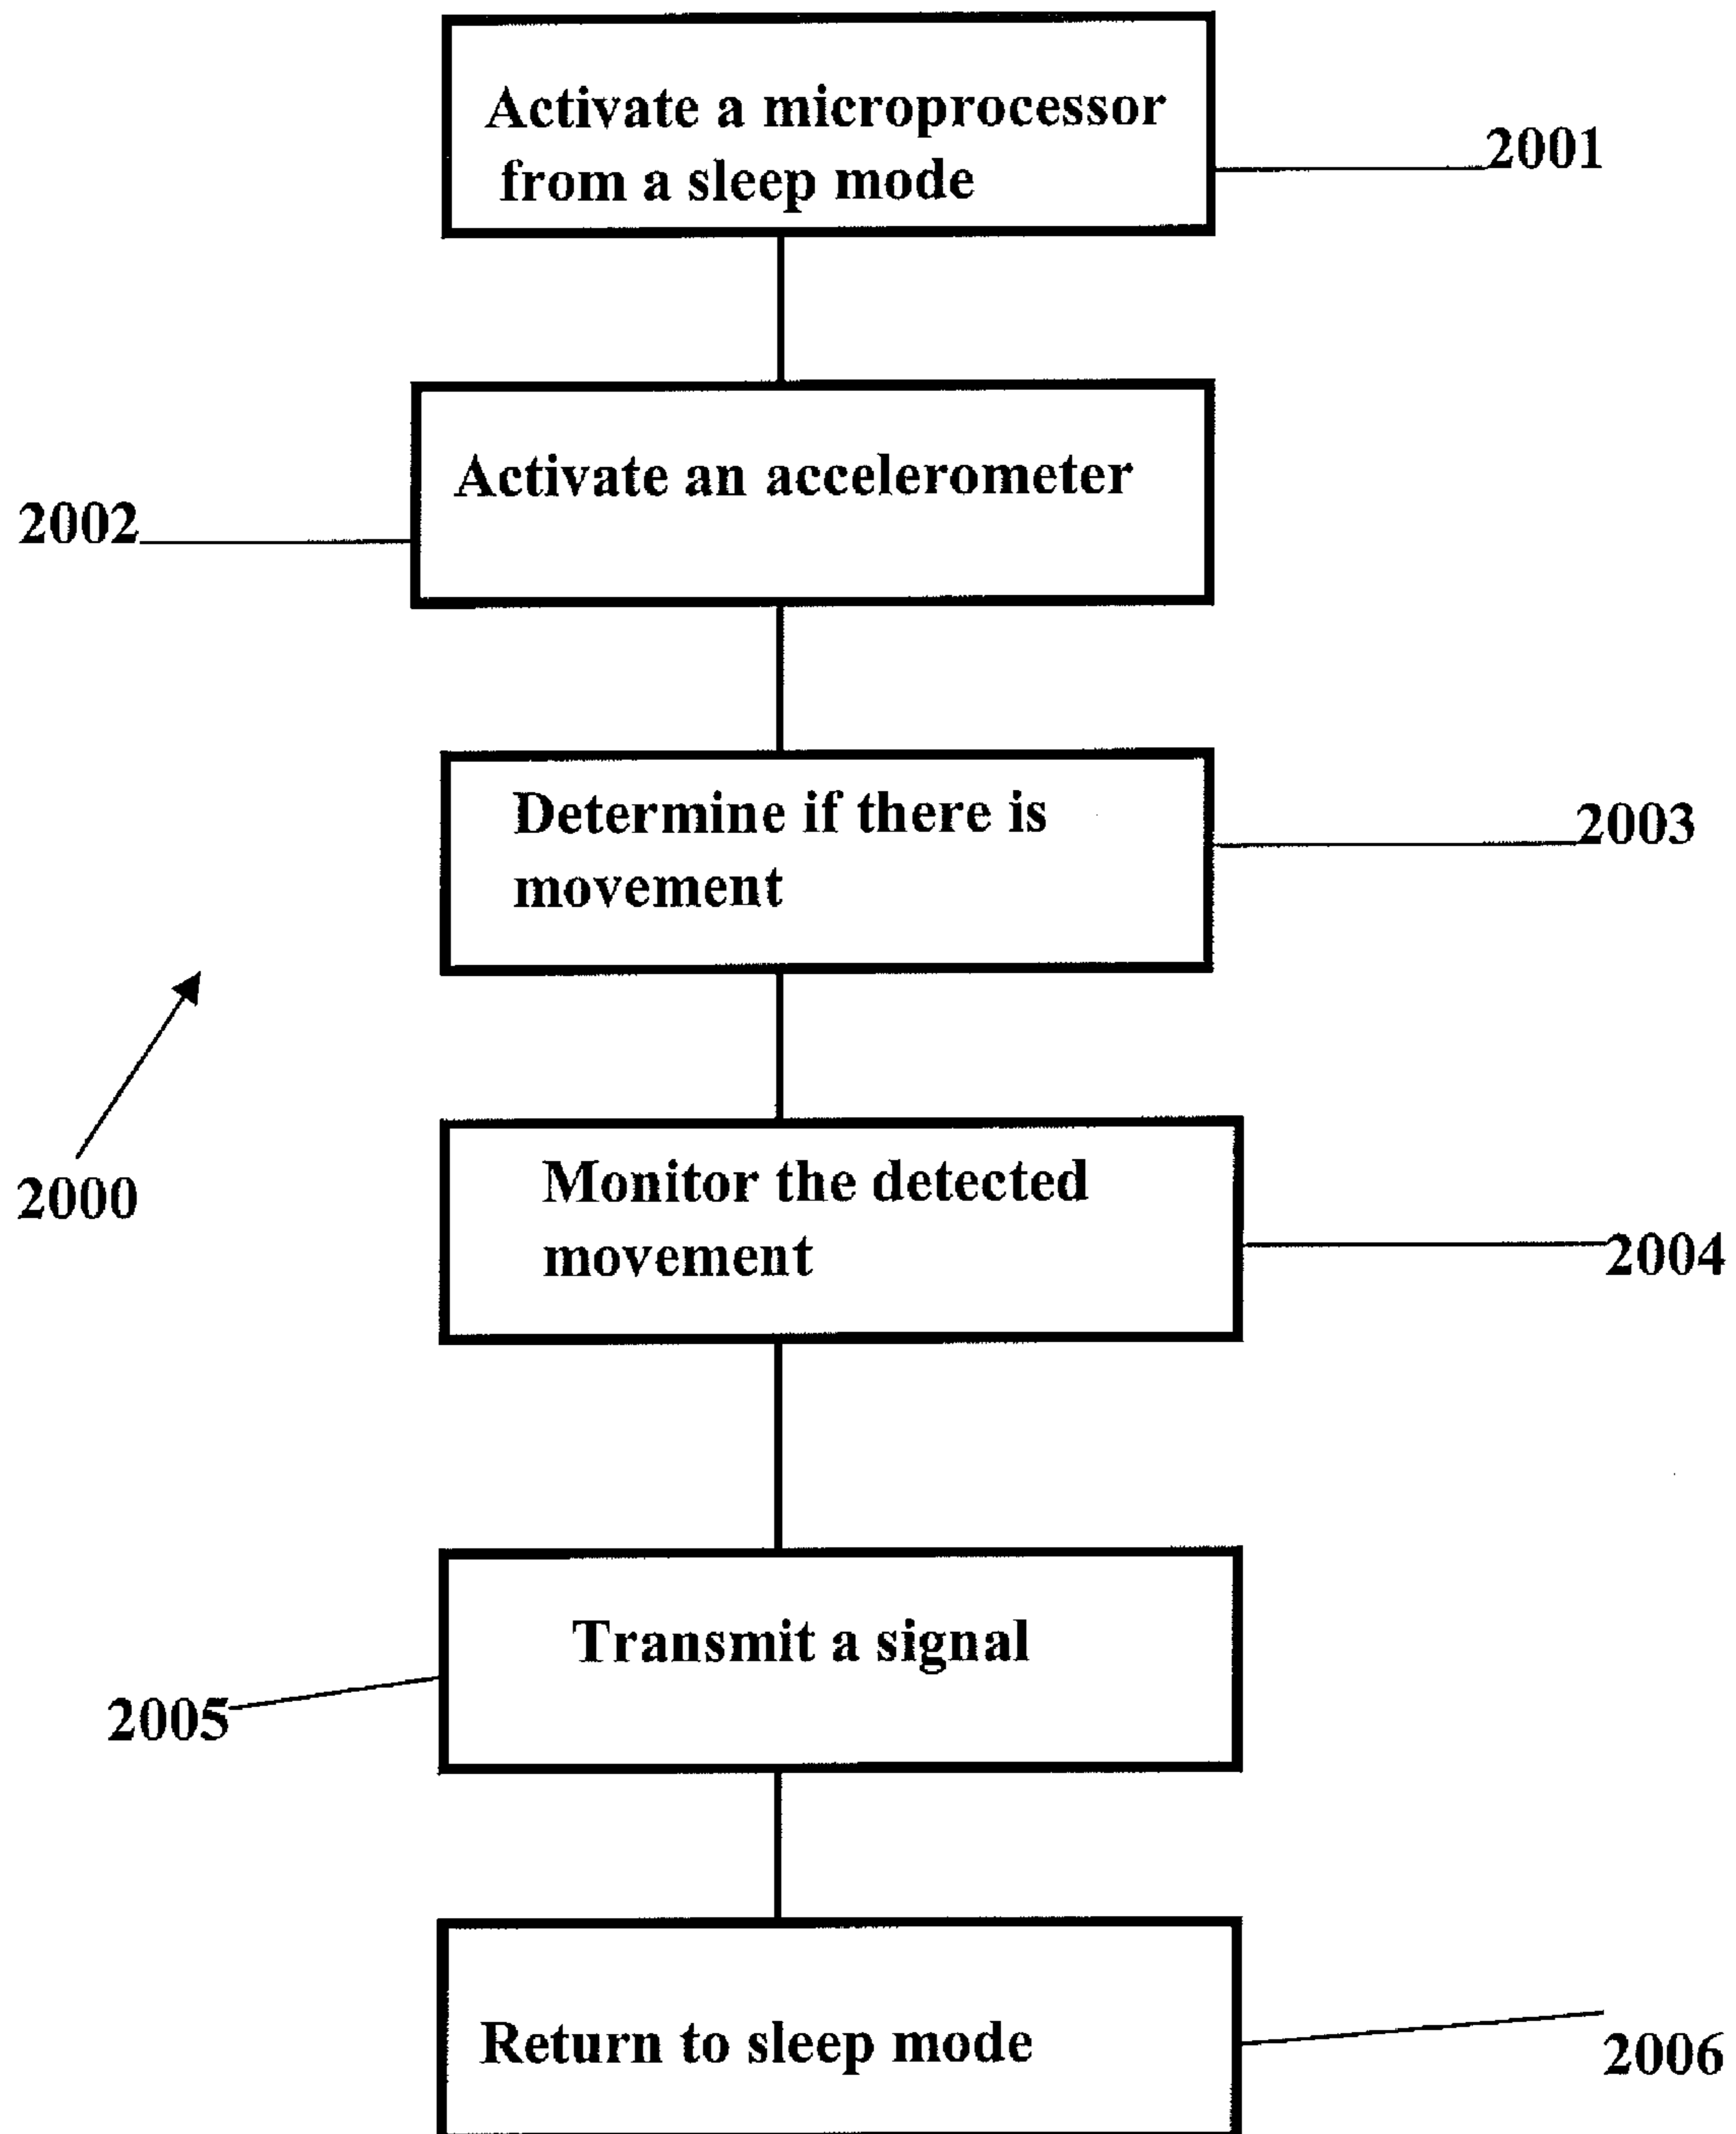 Activate a microprocessor
from a sleep mode
2001
Activate an accelerometer
2002
Determine if there is
movement
2003
2000
Monitor the detected
movement
2004
Transmit a signal
2005
Return to sleep mode
2006